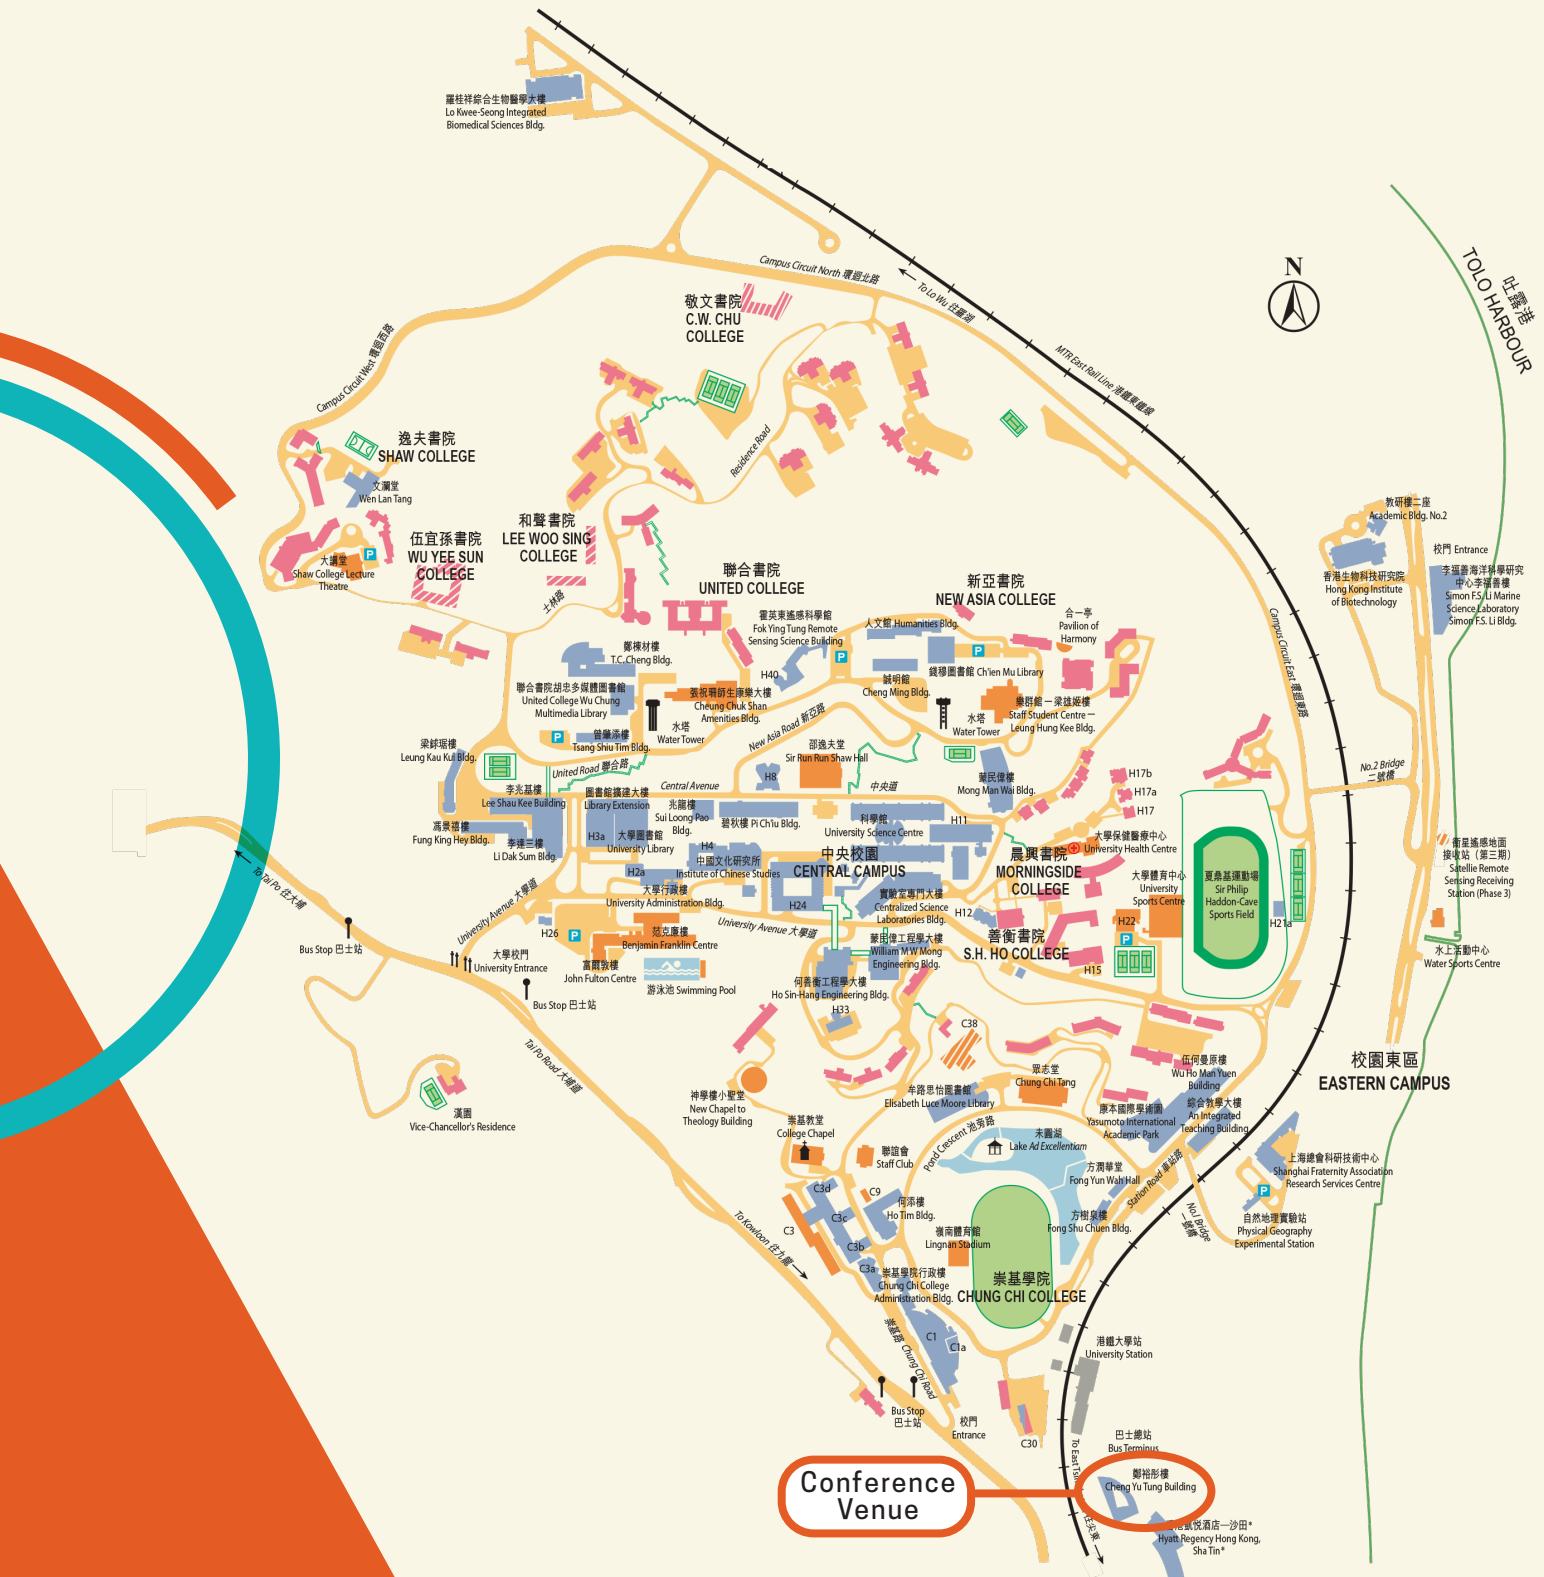 羅桂祥綜合生物醫學大樓
Lo Kwee-Seong Integrated
Biomedical Sciences Bldg.
Campus Circuit North 環迴北路
To Lo Wu 往羅湖
N
吐露港
TOLO HARBOUR
敬文書院
C.W. CHU
COLLEGE
MTR East Rail Line 港鐵東鐵線
Campus Circuit West 環迴西路
逸夫書院
SHAW COLLEGE
文瀾堂
Wen Lan Tang
Residence Road
和聲書院
LEE WOO SING
COLLEGE
伍宜孫書院
WU YEE SUN
COLLEGE
P
大講堂
Shaw College Lecture
Theatre
士林路
教研樓二座
Academic Bldg. No.2
校門 Entrance
香港生物科技研究院
Hong Kong Institute
of Biotechnology
李福善海洋科學研究
中心李福善樓
Simon F.S. Li Marine
Science Laboratory
Simon F.S. Li Bldg.
聯合書院
UNITED COLLEGE
新亞書院
NEW ASIA COLLEGE
霍英東遙感科學館
Fok Ying Tung Remote
Sensing Science Building
人文館 Humanities Bldg.
合一亭
Pavilion of
Harmony
Campus Circuit East 環迴東路
鄭棟材樓
T.C.Cheng Bldg.
P
P
H40
誠明館
Cheng Ming Bldg.
錢穆圖書館 Ch'ien Mu Library
聯合書院胡忠多媒體圖書館
United College Wu Chung
Multimedia Library
張祝珊師生康樂大樓
Cheung Chuk Shan
Amenities Bldg.
樂群館－梁雄姬樓
Staff Student Centre －
Leung Hung Kee Bldg.
水塔
Water Tower
水塔
Water Tower
New Asia Road 新亞路
P
曾肇添樓
Tsang Shiu Tim Bldg.
梁銶琚樓
Leung Kau Kui Bldg.
邵逸夫堂
Sir Run Run Shaw Hall
United Road 聯合路
H8
Central Avenue
中央道
蒙民偉樓
Mong Man Wai Bldg.
H17b
H17a
H17
No.2 Bridge
二號橋
李兆基樓
Lee Shau Kee Building
圖書館擴建大樓
Library Extension
兆龍樓
Sui Loong Pao
Bldg.
碧秋樓 Pi Ch'iu Bldg.
科學館
University Science Centre
H11
馮景禧樓
Fung King Hey Bldg.
李達三樓
Li Dak Sum Bldg.
H3a
大學圖書館
University Library
H4
中國文化研究所
Institute of Chinese Studies
中央校園
CENTRAL CAMPUS
晨興書院
MORNINGSIDE
COLLEGE
大學保健醫療中心
University Health Centre
衛星遙感地面
接收站（第三期）
Satellie Remote
Sensing Receiving
Station (Phase 3)
H2a
大學行政樓
University Administration Bldg.
H24
實驗室專門大樓
Centralized Science
Laboratories Bldg.
H12
大學體育中心
University
Sports Centre
夏鼎基運動場
Sir Philip
Haddon-Cave
Sports Field
To Tai Po 往大埔
University Avenue 大學道
University Avenue 大學道
H22
H21a
H26
P
范克廉樓
Benjamin Franklin Centre
蒙民偉工程學大樓
William M W Mong
Engineering Bldg.
善衡書院
S.H. HO COLLEGE
P
H15
Bus Stop 巴士站
大學校門
University Entrance
富爾敦樓
John Fulton Centre
水上活動中心
Water Sports Centre
Bus Stop 巴士站
游泳池 Swimming Pool
何善衡工程學大樓
Ho Sin-Hang Engineering Bldg.
H33
C38
Tai Po Road 大埔道
眾志堂
Chung Chi Tang
伍何曼原樓
Wu Ho Man Yuen
Building
校園東區
EASTERN CAMPUS
神學樓小聖堂
New Chapel to
Theology Building
牟路思怡圖書館
Elisabeth Luce Moore Library
康本國際學術園
Yasumoto International
Academic Park
綜合教學大樓
An Integrated
Teaching Building
漢園
Vice-Chancellor's Residence
崇基教堂
College Chapel
Pond Crescent 池旁路
未圓湖
Lake Ad Excellentiam
聯誼會
Staff Club
方潤華堂
Fong Yun Wah Hall
Station Road 車站路
上海總會科研技術中心
Shanghai Fraternity Association
Research Services Centre
P
C3d
C9
C3
C3c
何添樓
Ho Tim Bldg.
方樹泉樓
Fong Shu Chuen Bldg.
No.1 Bridge
一號橋
自然地理實驗站
Physical Geography
Experimental Station
To Kowloon 往九龍
C3b
嶺南體育館
Lingnan Stadium
C3a
崇基學院行政樓
Chung Chi College
Administration Bldg.
崇基學院
CHUNG CHI COLLEGE
崇基路 Chung Chi Road
C1
C1a
港鐵大學站
University Station
Bus Stop
巴士站
校門
Entrance
C30
巴士總站
Bus Terminus
To East Tsim
往尖東
Conference
Venue
鄭裕彤樓
Cheng Yu Tung Building
凱悅酒店—沙田*
Hyatt Regency Hong Kong,
Sha Tin*